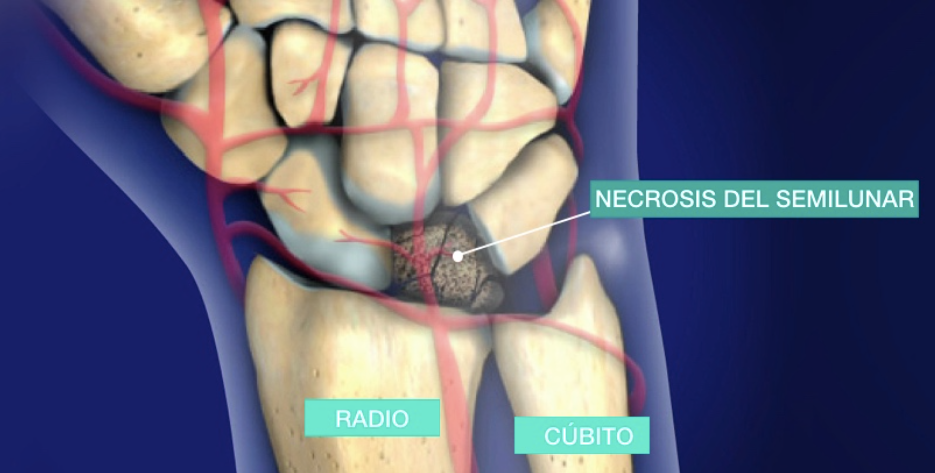 NECROSIS DEL SEMILUNAR
RADIO
CÚBITO